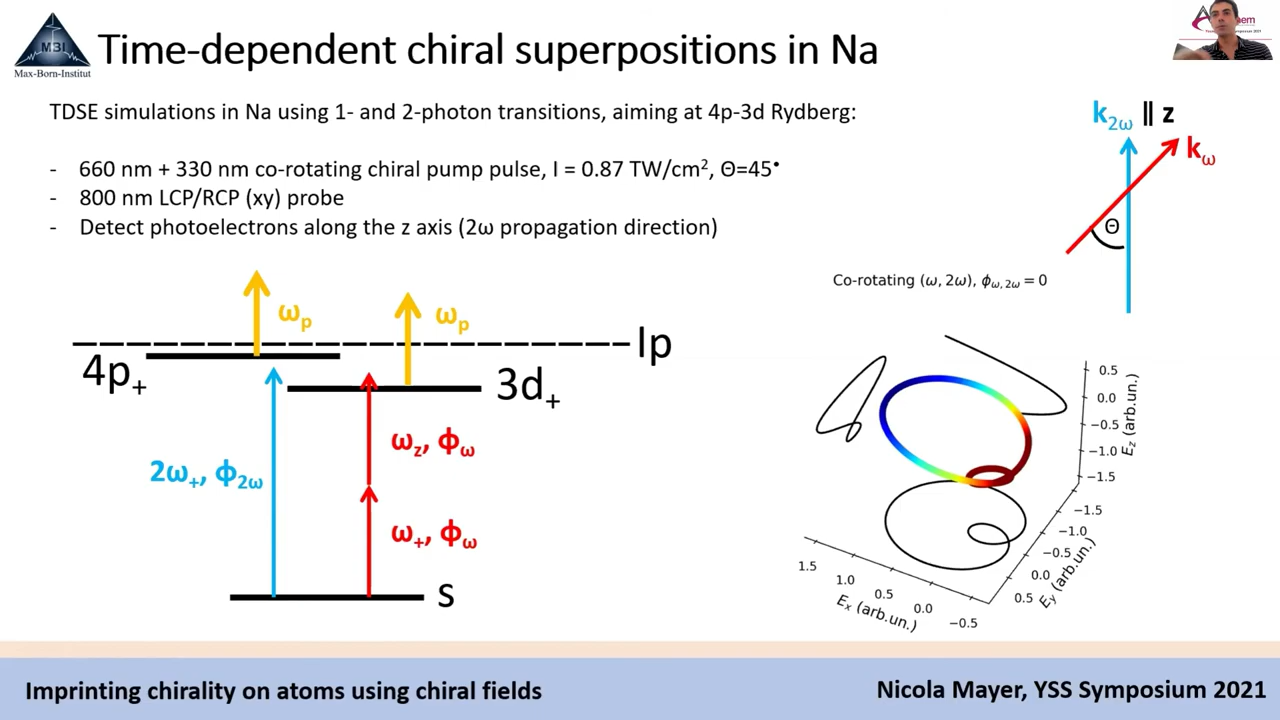 MBI
Max-Born-Institut
Time-dependent chiral superpositions in Na
TDSE simulations in Na using 1- and 2-photon transitions, aiming at 4p-3d Rydberg:
- 660 nm + 330 nm co-rotating chiral pump pulse, I = 0.87 TW/cm², Θ=45˚
- 800 nm LCP/RCP (xy) probe
- Detect photoelectrons along the z axis (2ω propagation direction)
k₂ω ∥ z
kω
Θ
Co-rotating (ω, 2ω), ϕω,2ω = 0
ωp
ωp
Ip
4p₊
3d₊
ωz, ϕω
2ω₊, ϕ2ω
ω₊, ϕω
s
0.5
0.0
−0.5
−1.0
−1.5
Ez (arb.un.)
−1.5
−1.0
−0.5
0.0
0.5
Ey (arb.un.)
1.5
1.0
0.5
0.0
−0.5
Ex (arb.un.)
Imprinting chirality on atoms using chiral fields
Nicola Mayer, YSS Symposium 2021